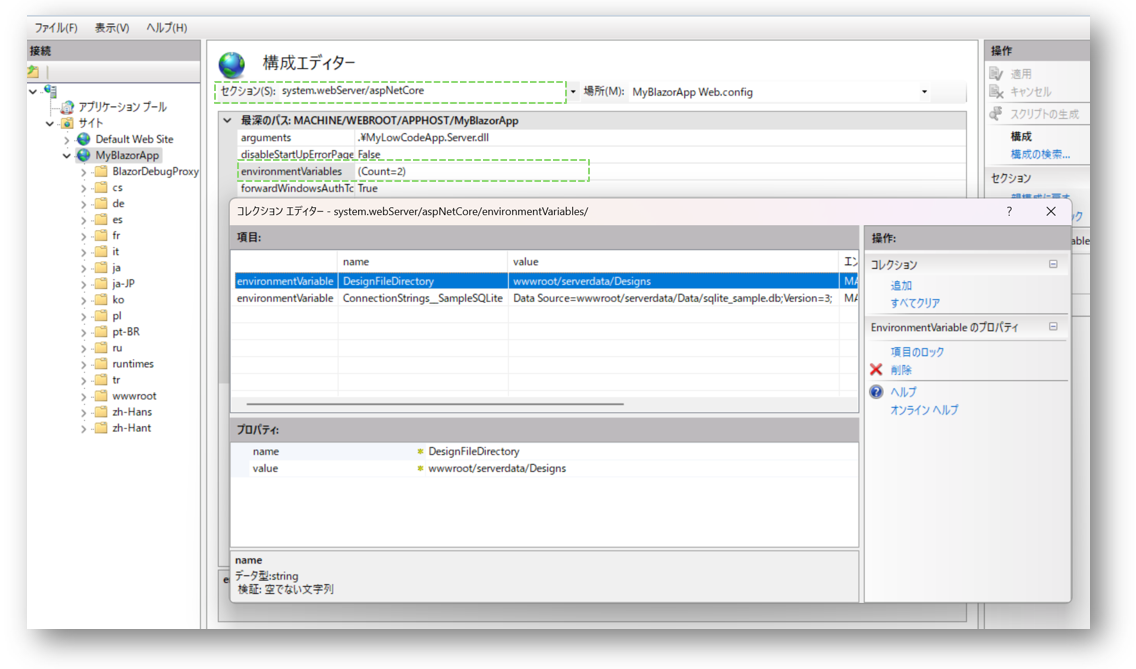 ファイル(F) 表示(V) ヘルプ(H)
接続
アプリケーション プール
サイト
Default Web Site
MyBlazorApp
BlazorDebugProxy
cs
de
es
fr
it
ja
ja-JP
ko
pl
pt-BR
ru
runtimes
tr
wwwroot
zh-Hans
zh-Hant
構成エディター
セクション(S): system.webServer/aspNetCore 場所(M): MyBlazorApp Web.config
最深のパス: MACHINE/WEBROOT/APPHOST/MyBlazorApp
arguments .¥MyLowCodeApp.Server.dll
disableStartUpErrorPage False
environmentVariables (Count=2)
forwardWindowsAuthTc True
コレクション エディター - system.webServer/aspNetCore/environmentVariables/ ?
項目:
name value エン
environmentVariable DesignFileDirectory wwwroot/serverdata/Designs MA
environmentVariable ConnectionStrings__SampleSQLite Data Source=wwwroot/serverdata/Data/sqlite_sample.db;Version=3; MA
プロパティ:
name DesignFileDirectory
value wwwroot/serverdata/Designs
name
データ型:string
検証: 空でない文字列
操作:
コレクション
追加
すべてクリア
EnvironmentVariable のプロパティ
項目のロック
削除
ヘルプ
オンライン ヘルプ
操作
適用
キャンセル
スクリプトの生成
構成
構成の検索...
セクション
ック
able